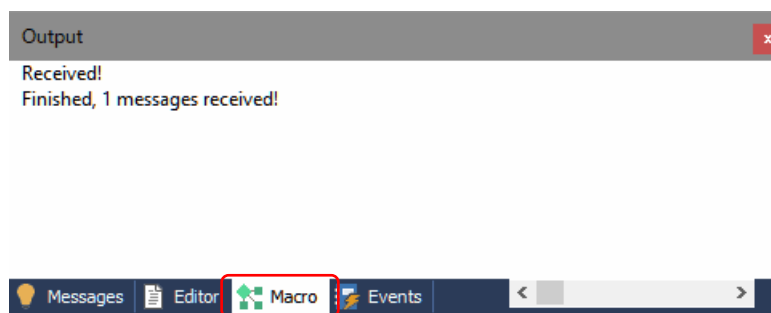 Output
Received!
Finished, 1 messages received!
Messages Editor Macro Events